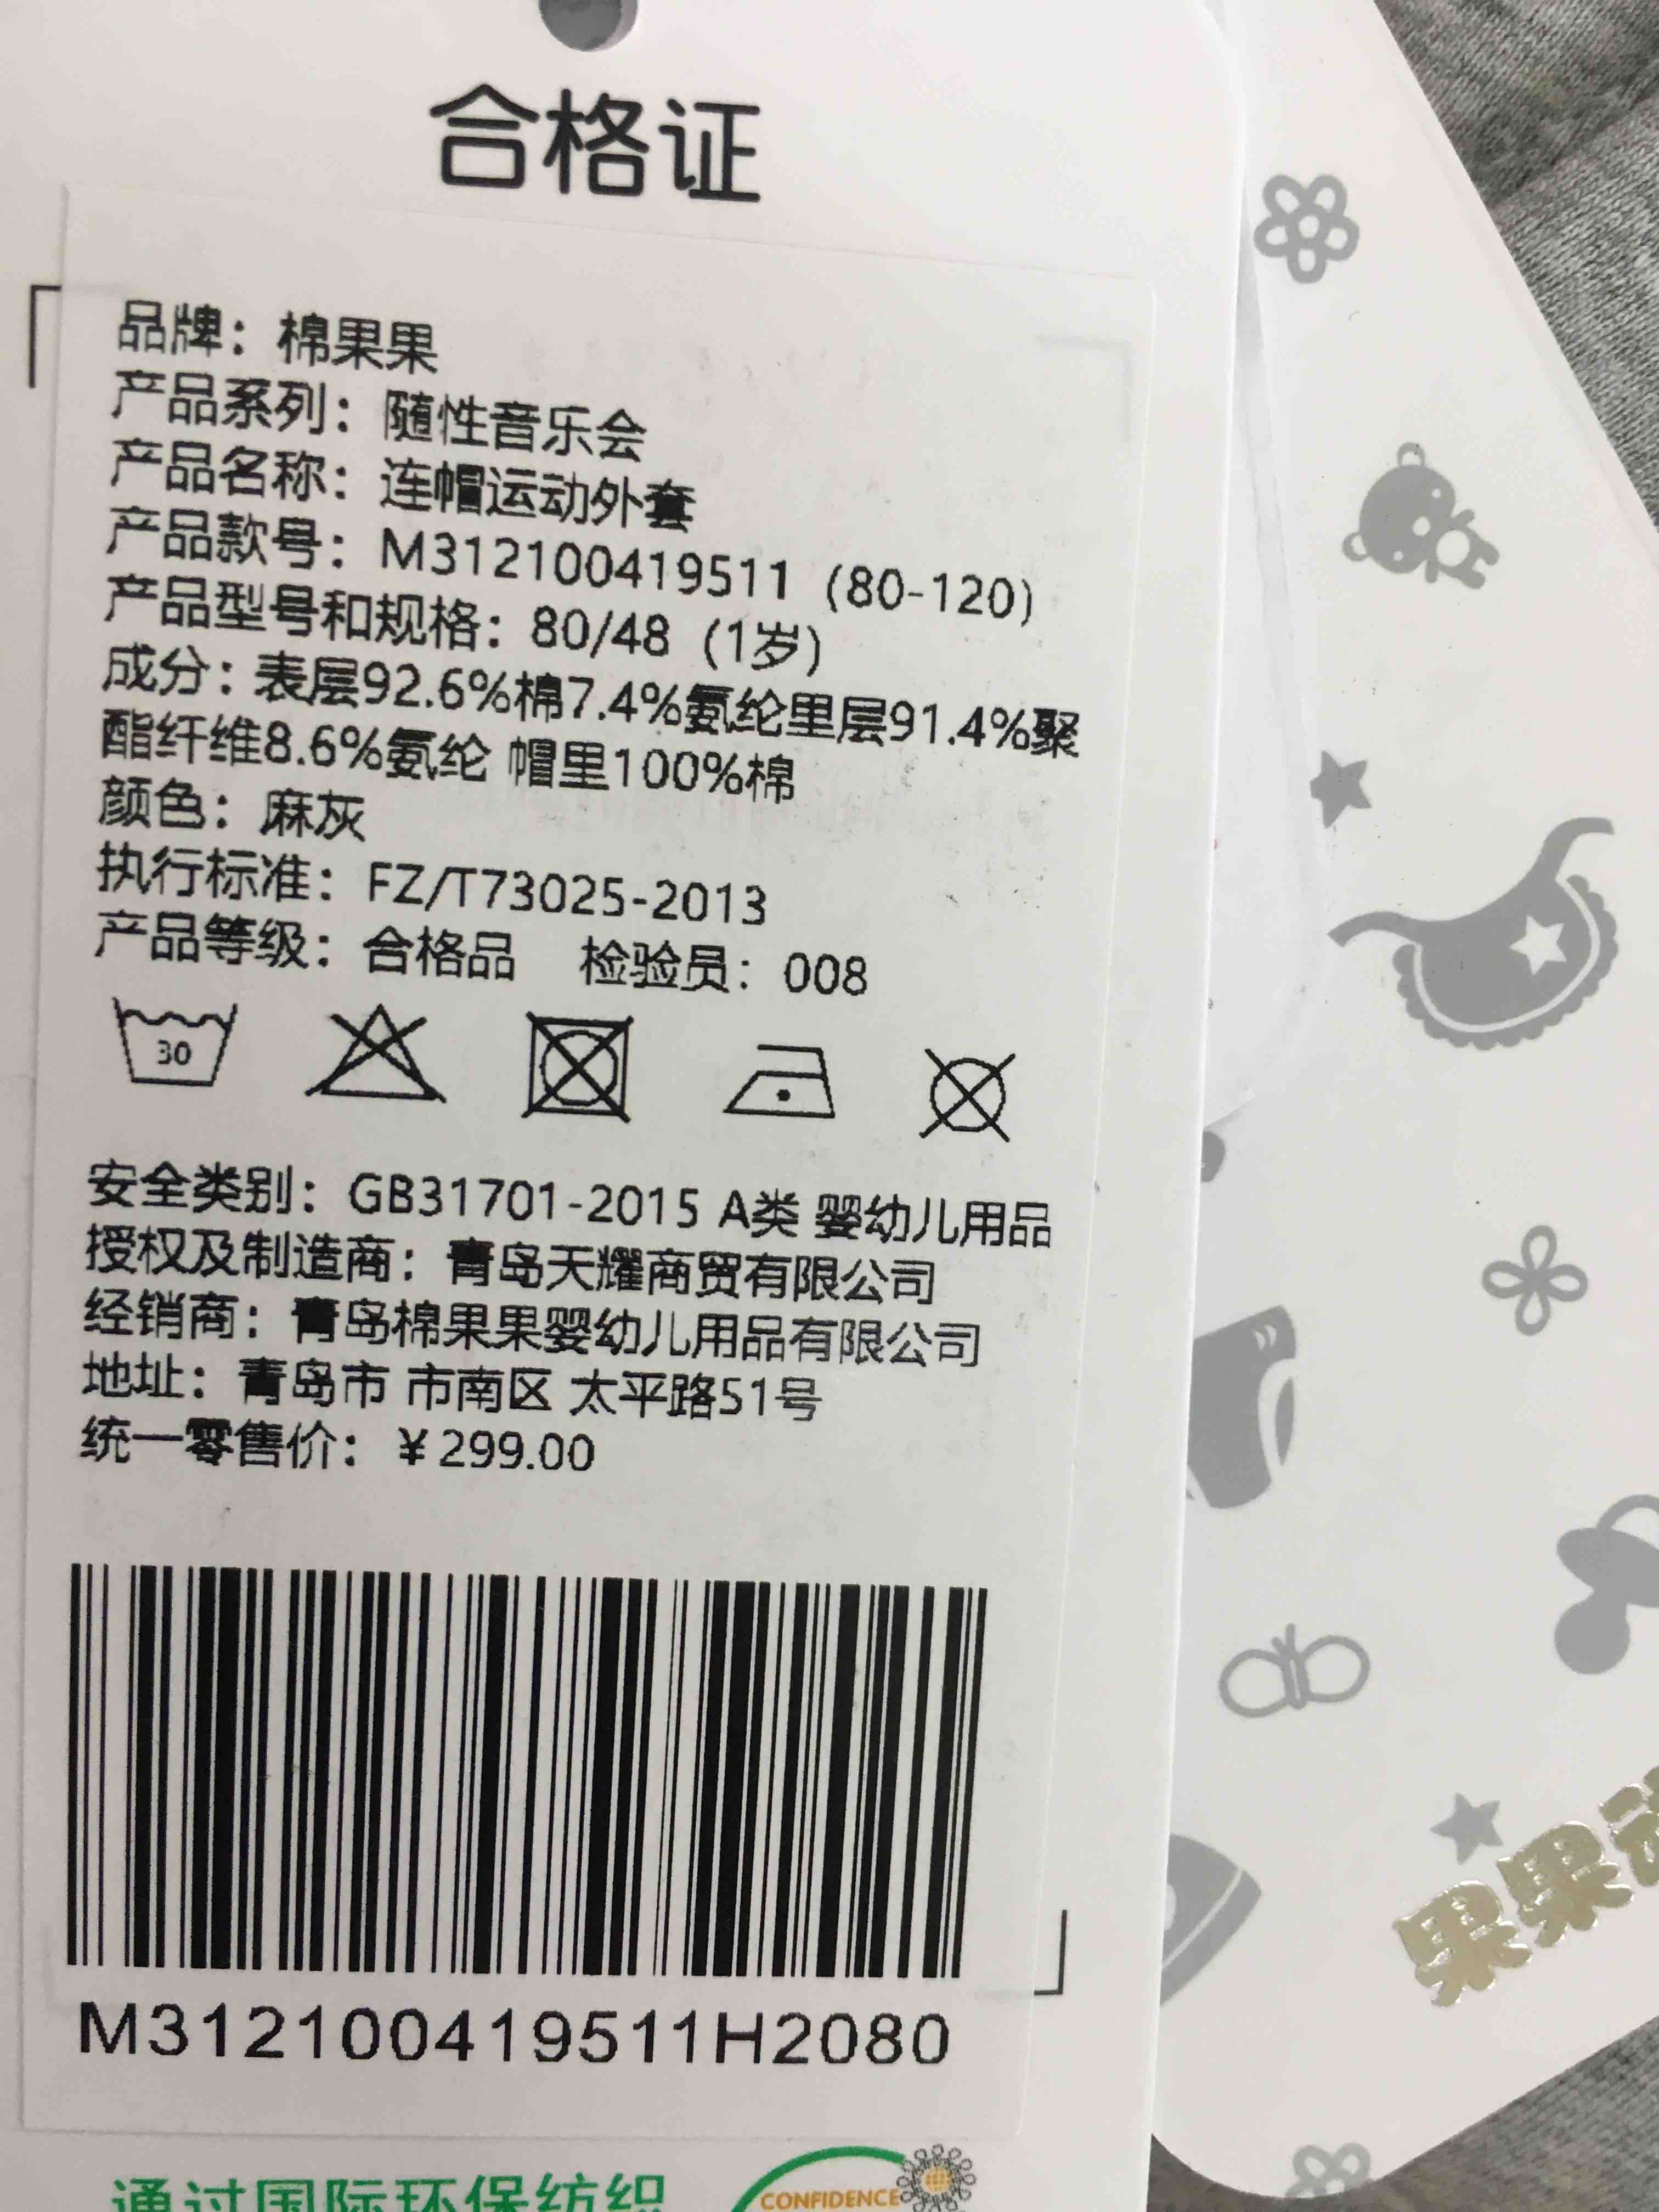 合格证
品牌：棉果果
产品系列：随性音乐会
产品名称：连帽运动外套
产品款号：M312100419511（80-120）
产品型号和规格：80/48（1岁）
成分：表层92.6%棉7.4%氨纶里层91.4%聚
酯纤维8.6%氨纶 帽里100%棉
颜色：麻灰
执行标准：FZ/T73025-2013
产品等级：合格品 检验员：008
30
安全类别：GB31701-2015 A类 婴幼儿用品
授权及制造商：青岛天耀商贸有限公司
经销商：青岛棉果果婴幼儿用品有限公司
地址：青岛市 市南区 太平路51号
统一零售价：￥299.00
M312100419511H2080
通过国际环保纺织
CONFIDENCE
果果